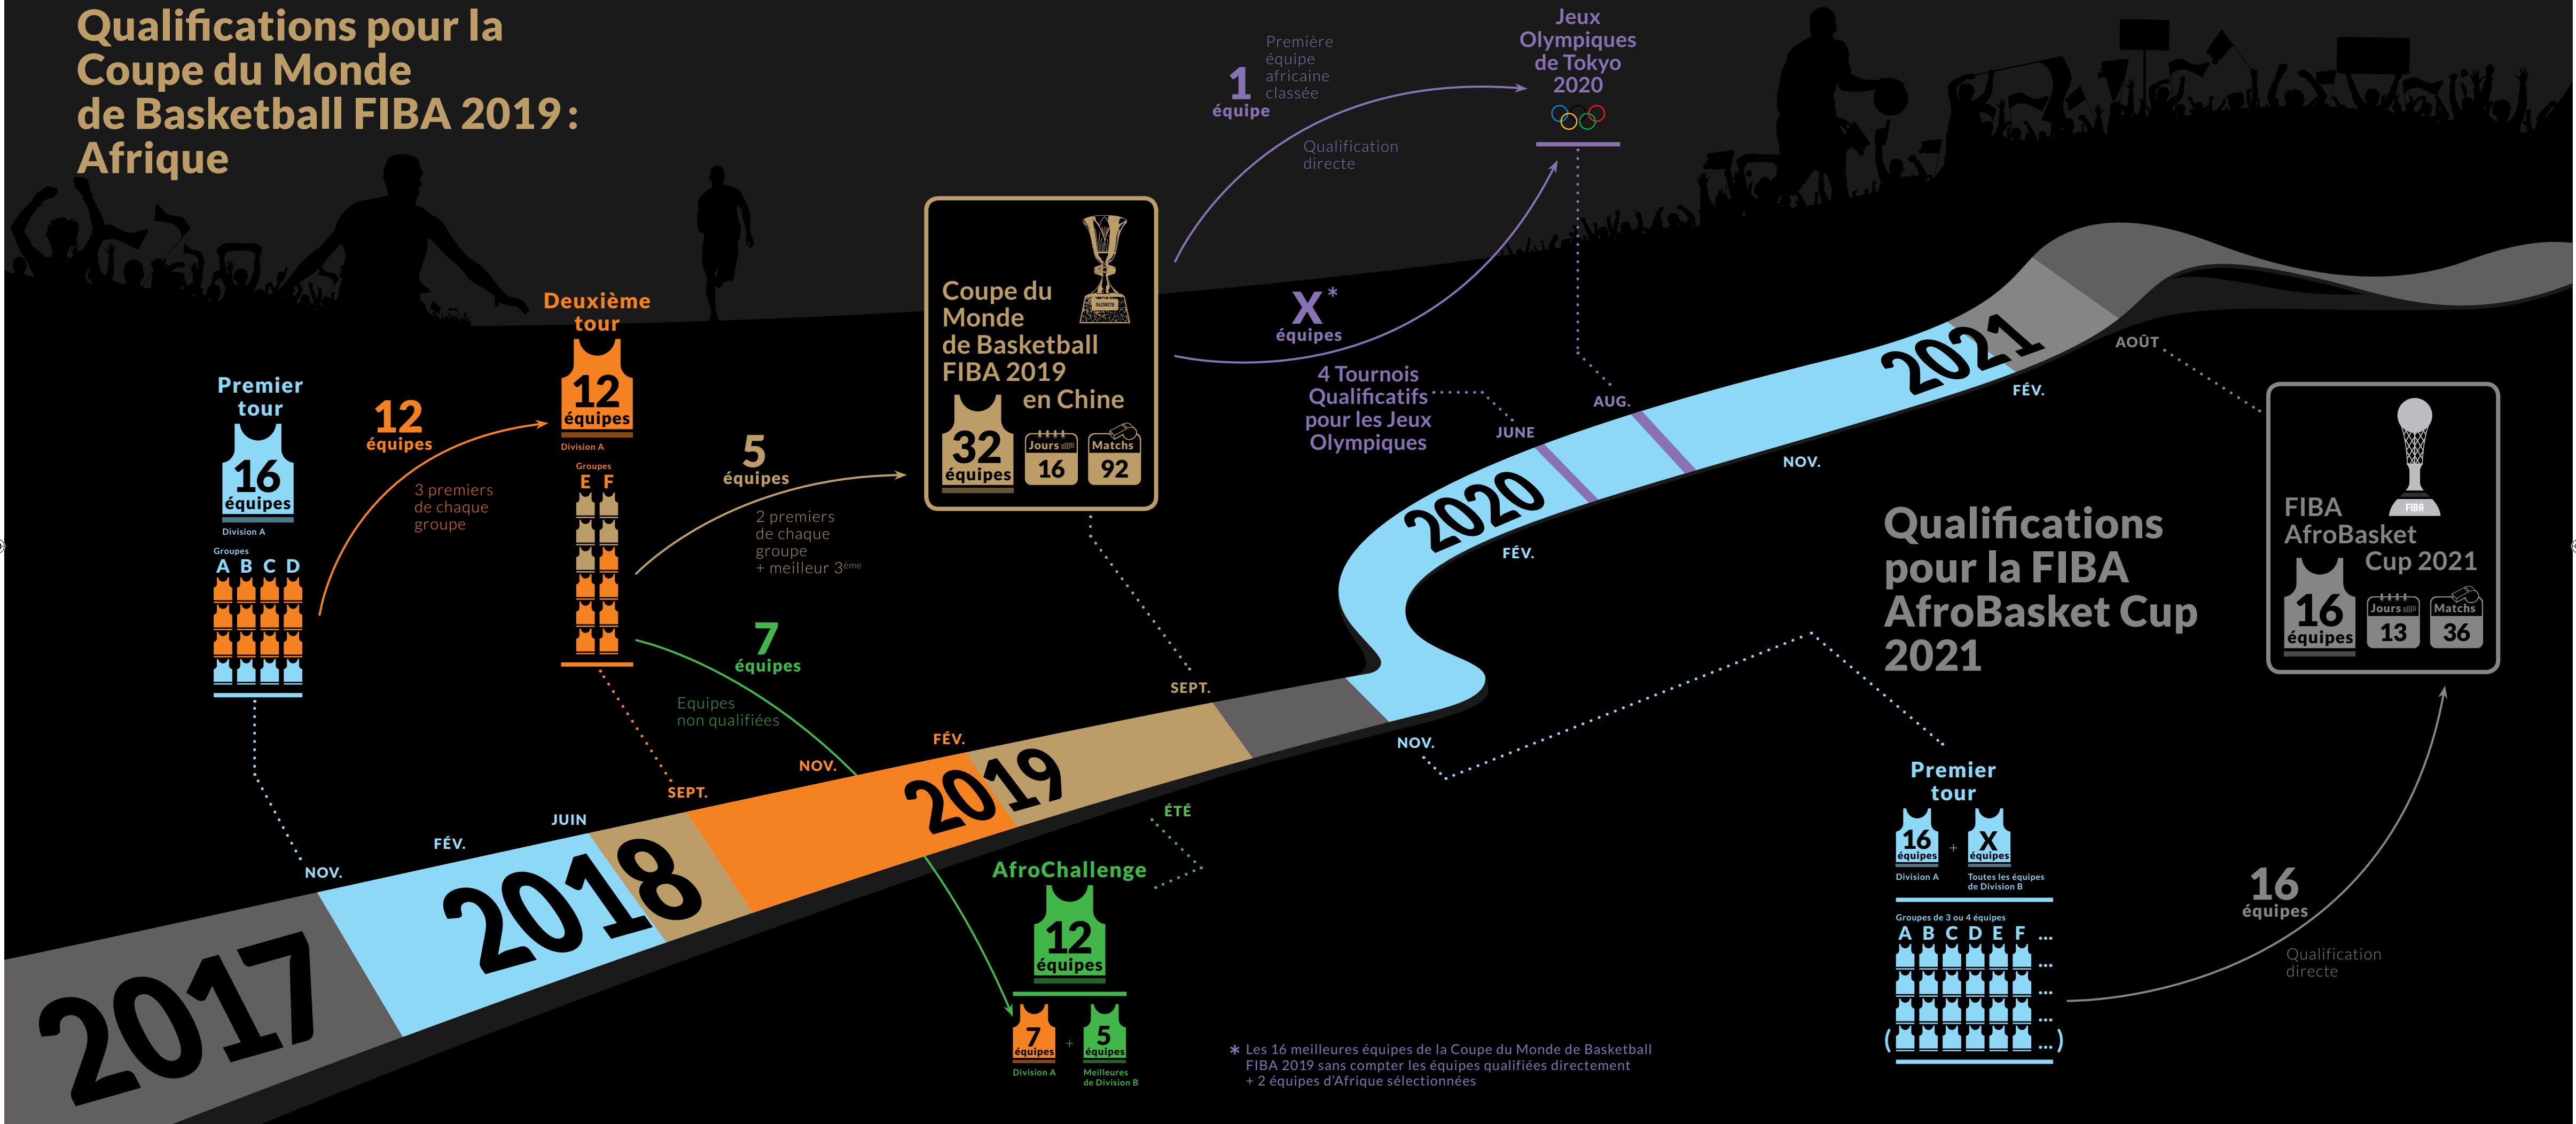 Qualifications pour la
Coupe du Monde
de Basketball FIBA 2019 :
Afrique
Premier
tour
16
équipes
Division A
Groupes
A B C D
12
équipes
3 premiers
de chaque
groupe
Deuxième
tour
12
équipes
Division A
Groupes
E F
5
équipes
2 premiers
de chaque
groupe
+ meilleur 3ème
7
équipes
Equipes
non qualifiées
Coupe du
Monde
de Basketball
FIBA 2019
en Chine
32
équipes
Jours
16
Matchs
92
1
équipe
Première
équipe
africaine
classée
Qualification
directe
Jeux
Olympiques
de Tokyo
2020
X*
équipes
4 Tournois
Qualificatifs
pour les Jeux
Olympiques
2017
NOV.
2018
FÉV.
JUIN
SEPT.
NOV.
FÉV.
2019
SEPT.
NOV.
2020
FÉV.
JUNE
AUG.
NOV.
2021
FÉV.
AOÛT
ÉTÉ
AfroChallenge
12
équipes
7
équipes
Division A
+
5
équipes
Meilleures
de Division B
* Les 16 meilleures équipes de la Coupe du Monde de Basketball
FIBA 2019 sans compter les équipes qualifiées directement
+ 2 équipes d'Afrique sélectionnées
Qualifications
pour la FIBA
AfroBasket Cup
2021
Premier
tour
16
équipes
Division A
+
X
équipes
Toutes les équipes
de Division B
Groupes de 3 ou 4 équipes
A B C D E F ...
...
...
...
( ... )
16
équipes
Qualification
directe
FIBA
FIBA
AfroBasket
Cup 2021
16
équipes
Jours
13
Matchs
36